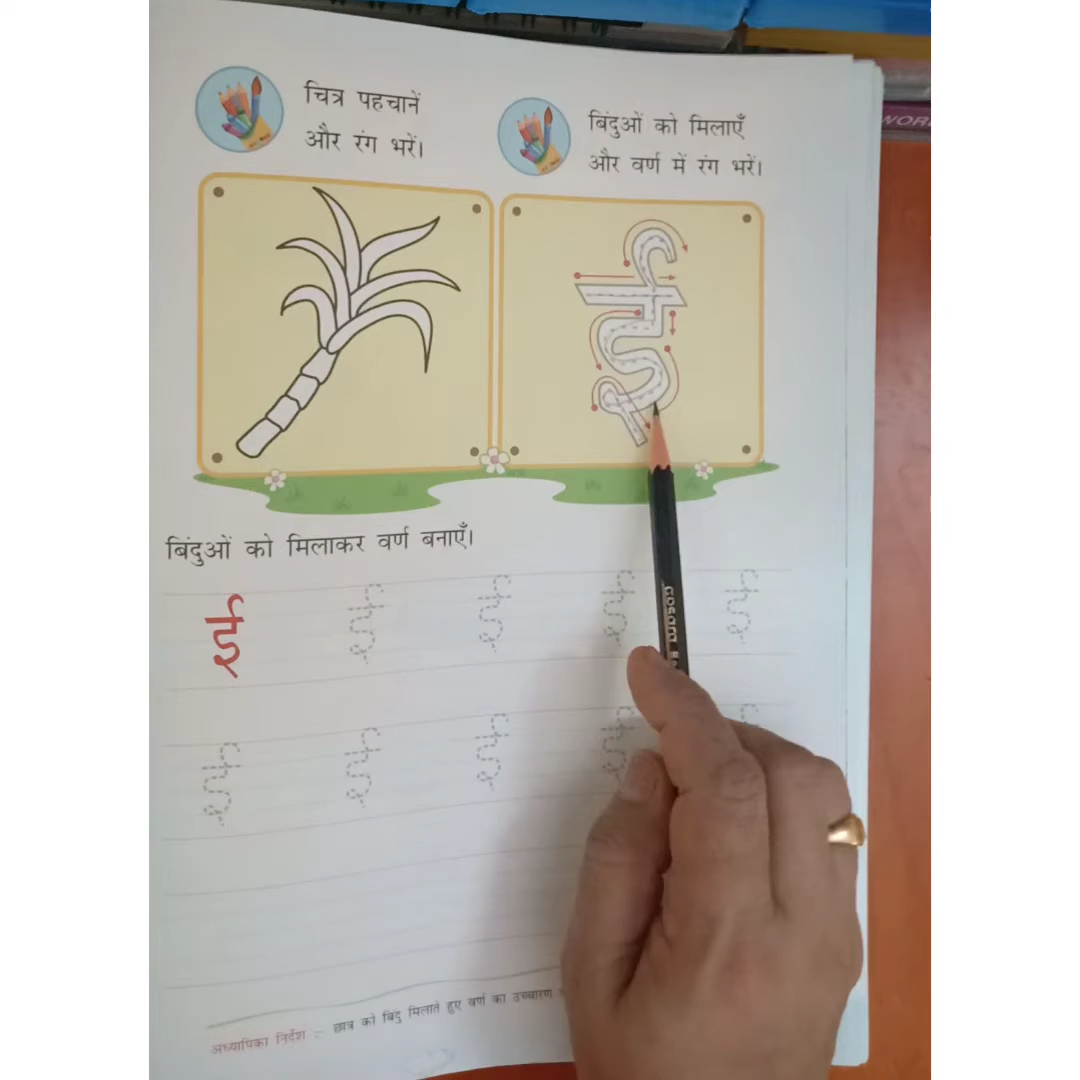 चित्र पहचानें
और रंग भरें।
बिंदुओं को मिलाएँ
और वर्ण में रंग भरें।
ई
बिंदुओं को मिलाकर वर्ण बनाएँ।
ई ई ई ई ई
ई ई ई ई ई
अध्यापिका निर्देश :- छात्र को बिंदु मिलाते हुए वर्ण का उच्चारण